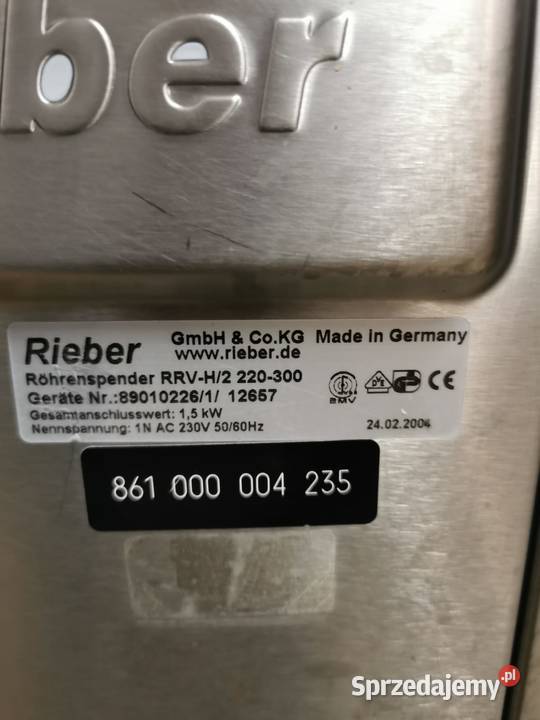 ber
Rieber GmbH & Co.KG Made in Germany
www.rieber.de
Röhrenspender RRV-H/2 220-300
Geräte Nr.:89010226/1/ 12657
Gesamtanschlusswert: 1,5 kW
Nennspannung: 1N AC 230V 50/60Hz
EMV
CE
24.02.2004
861 000 004 235
Sprzedajemy.pl